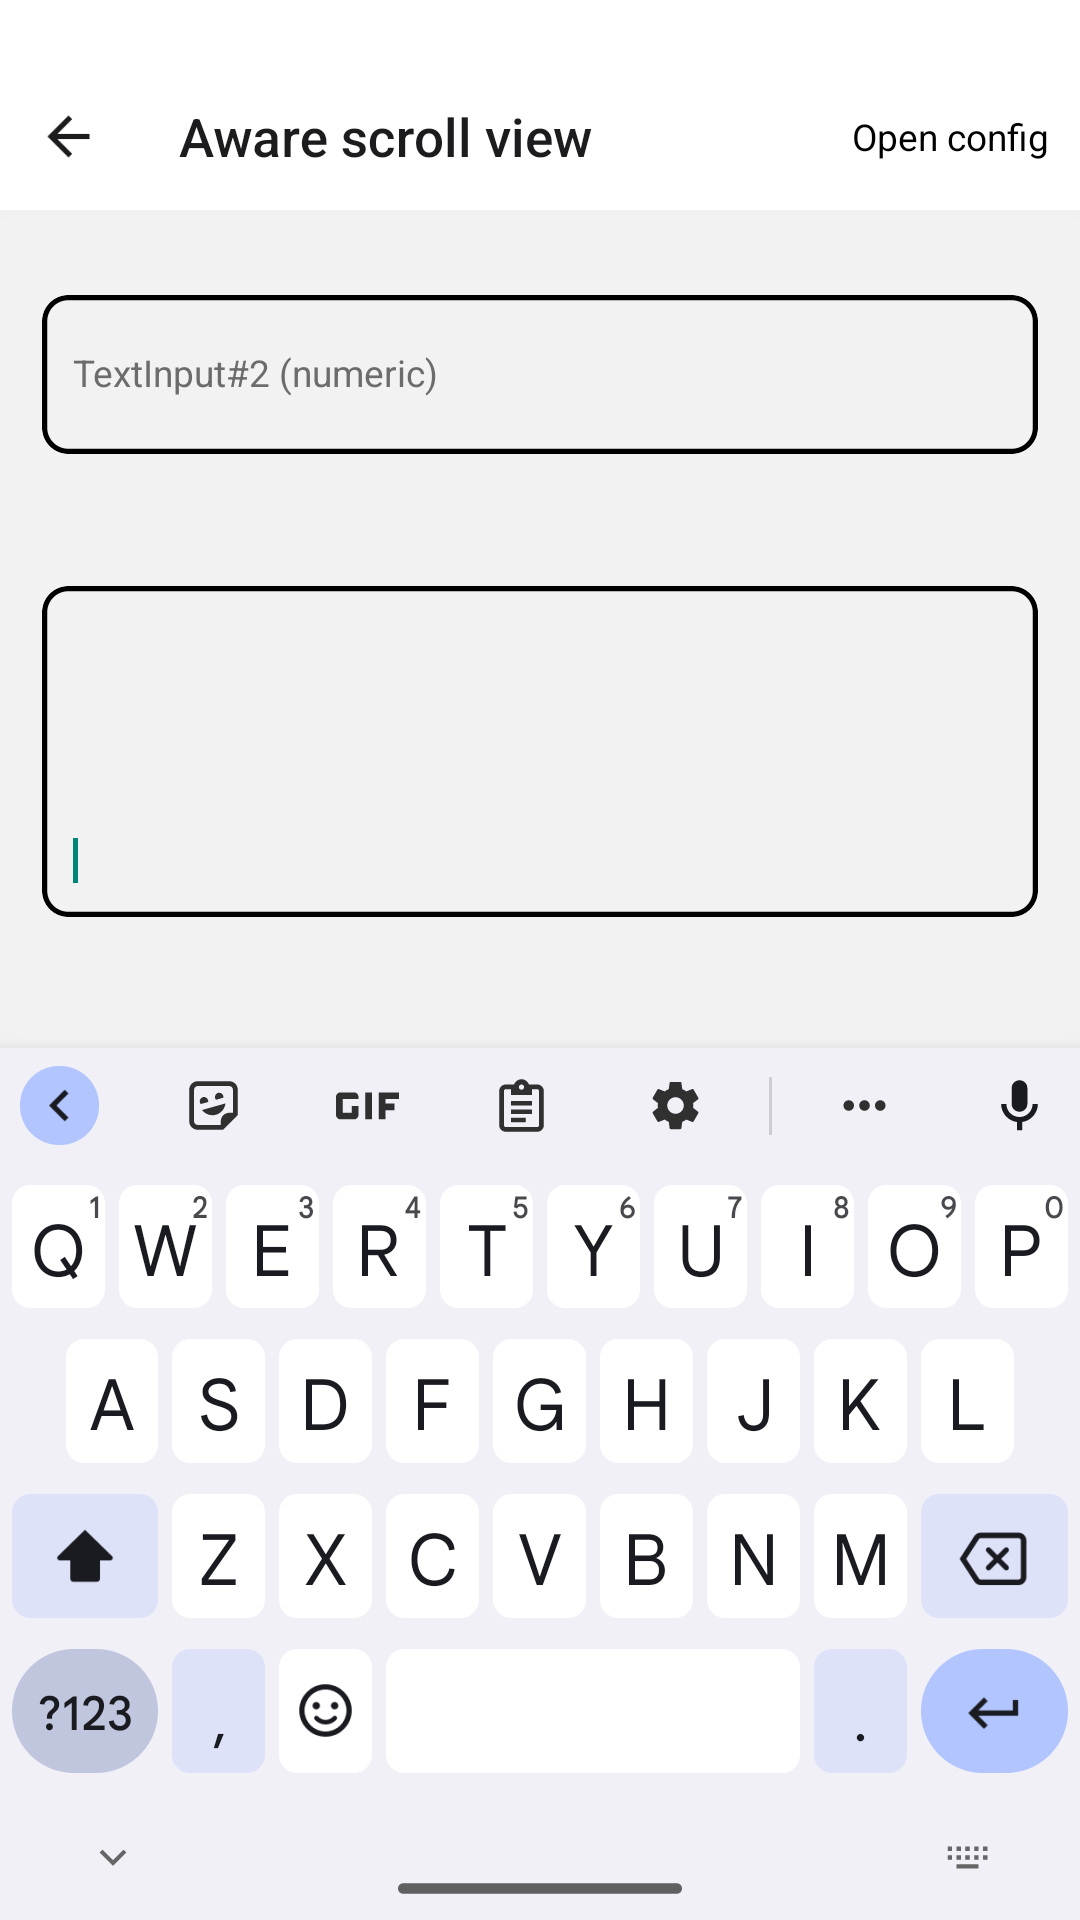 Aware scroll view Open config
TextInput#2 (numeric)
GIF
Q 1 W 2 E 3 R 4 T 5 Y 6 U 7 I 8 O 9 P 0
A S D F G H J K L
Z X C V B N M
?123 , .